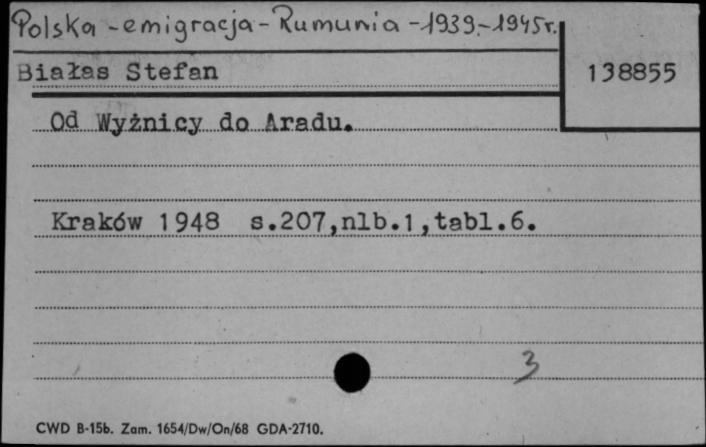 Polska - emigracja - Rumunia - 1939 - 1945r.
Białas Stefan
138855
Od Wyżnicy do Aradu.
Kraków 1948 s.207,nlb.1,tabl.6.
3
CWD B-15b. Zam. 1654/Dw/On/68 GDA-2710.